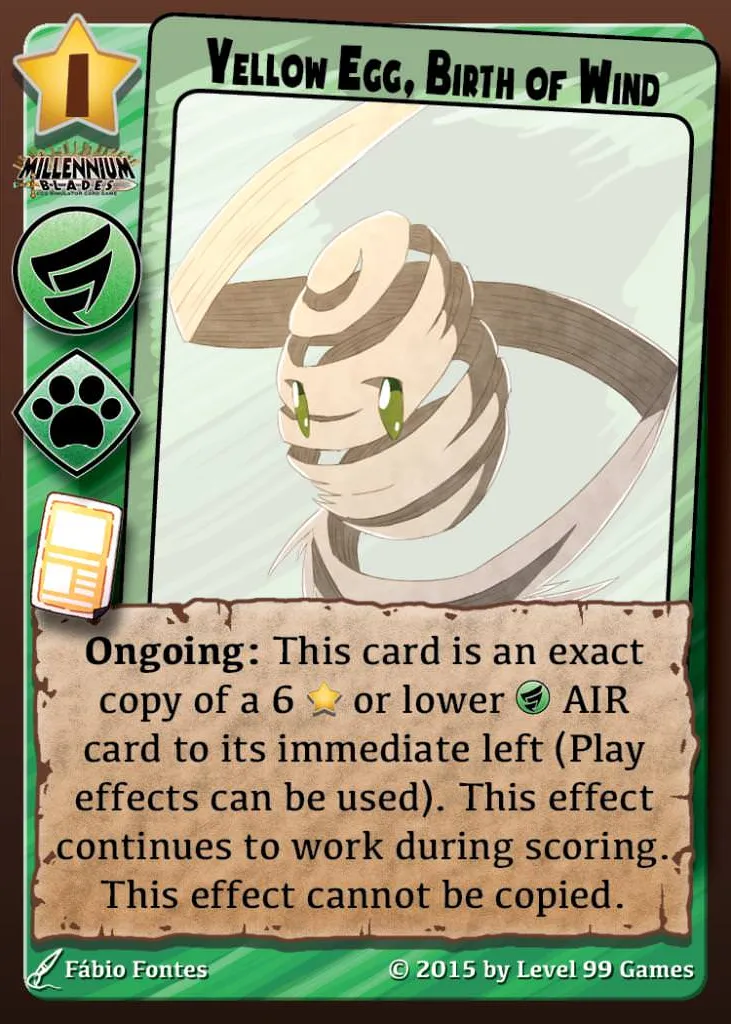 1
YELLOW EGG, BIRTH OF WIND
MILLENNIUM
BLADES
Ongoing: This card is an exact
copy of a 6 or lower AIR
card to its immediate left (Play
effects can be used). This effect
continues to work during scoring.
This effect cannot be copied.
Fábio Fontes
© 2015 by Level 99 Games